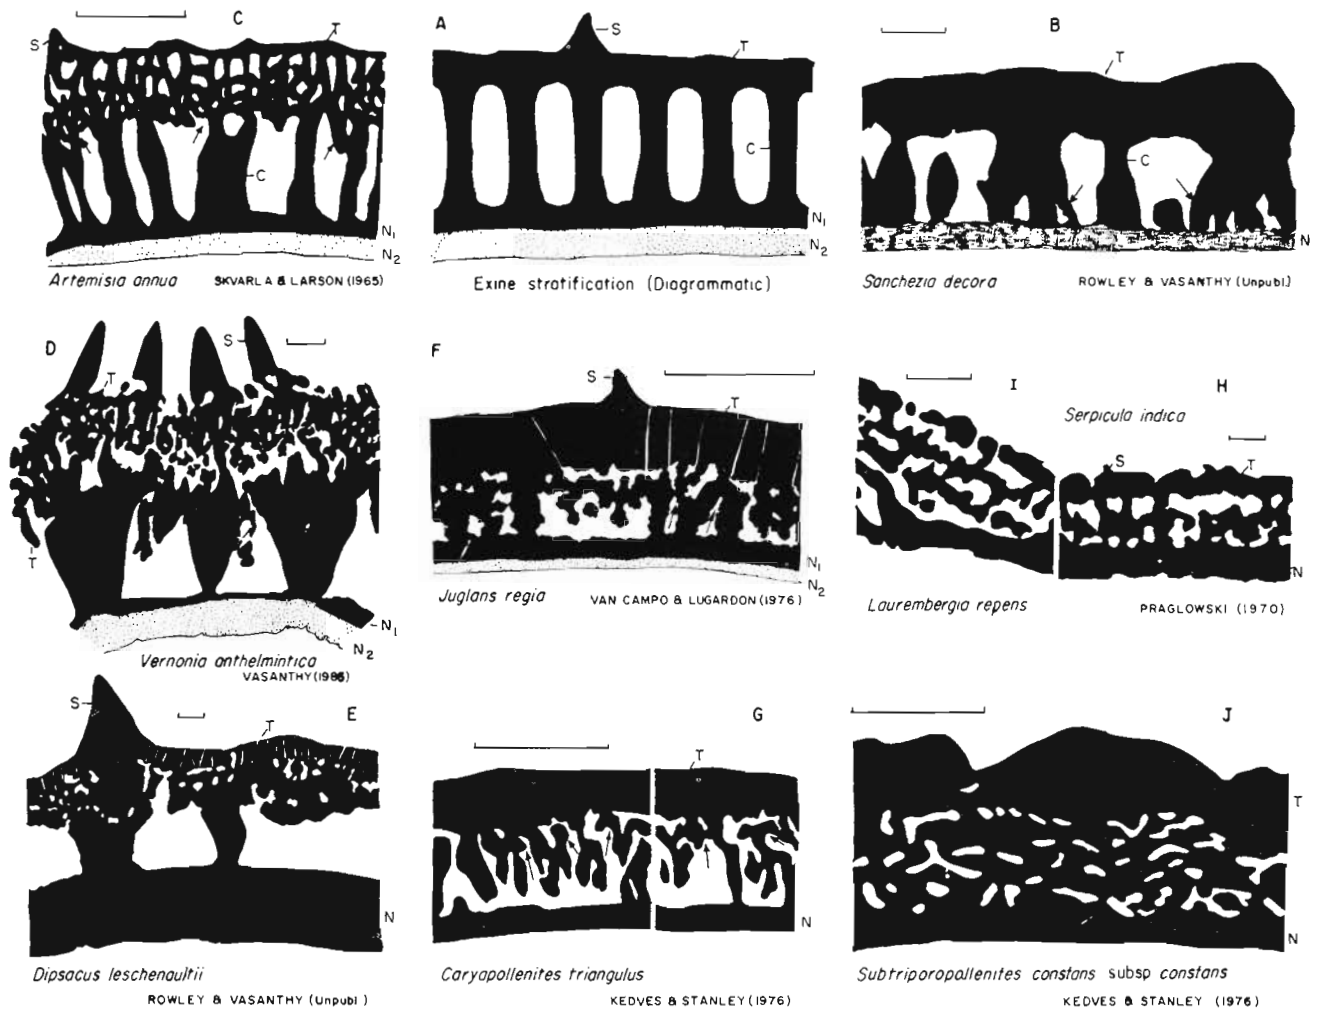 C
S
T
C
N1
N2
Artemisia annua SKVARLA & LARSON (1965)
A
S
T
C
N1
N2
Exine stratification (Diagrammatic)
B
T
C
N
Sanchezia decora ROWLEY & VASANTHY (Unpubl.)
D
S
T
T
N1
N2
Vernonia anthelmintica
VASANTHY (1986)
F
S
T
N1
N2
Juglans regia VAN CAMPO & LUGARDON (1976)
I
H
Serpicula indica
S
T
N
Laurembergia repens PRAGLOWSKI (1970)
S
E
T
N
Dipsacus leschenaultii
ROWLEY & VASANTHY (Unpubl)
G
T
N
Caryapollenites triangulus
KEDVES & STANLEY (1976)
J
T
N
Subtriporopollenites constans subsp constans
KEDVES & STANLEY (1976)